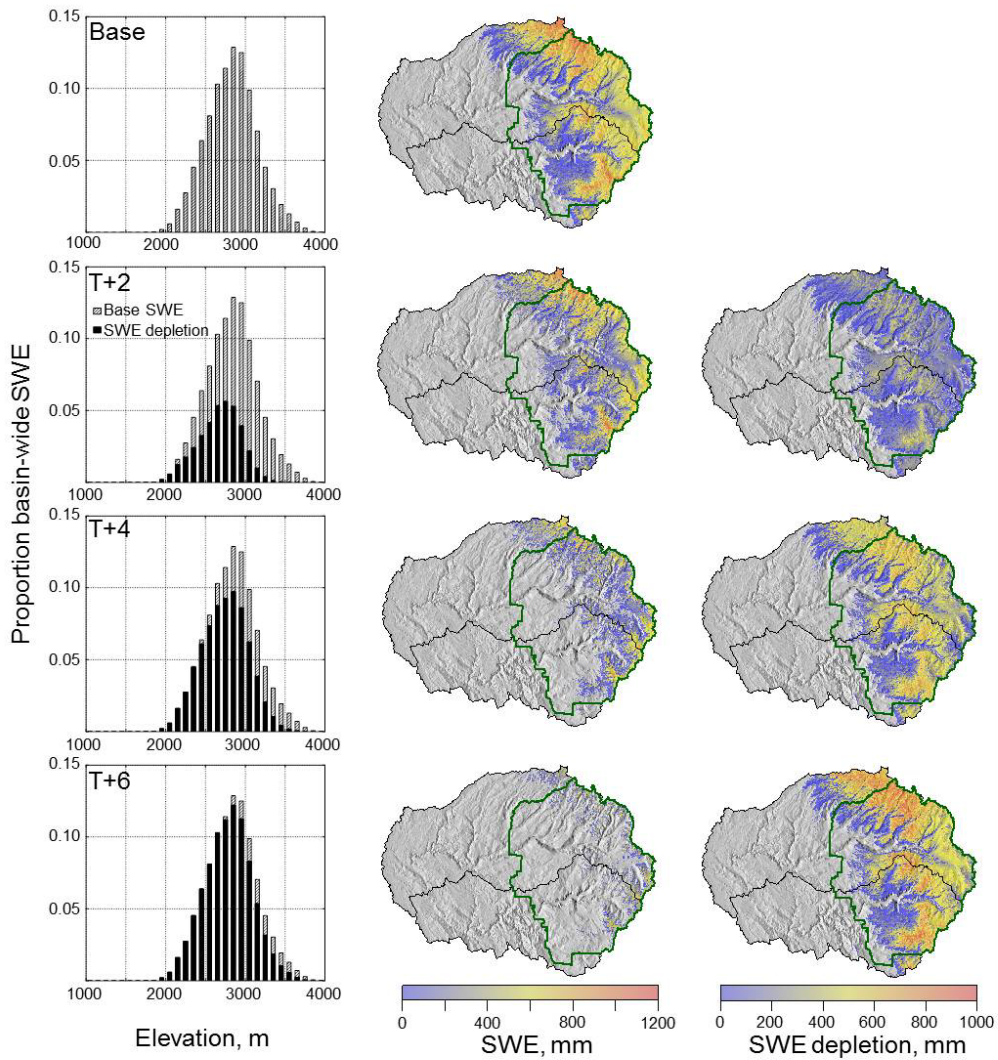 Proportion basin-wide SWE
0.15
Base
0.10
0.05
1000 2000 3000 4000
0.15
T+2
Base SWE
SWE depletion
0.10
0.05
1000 2000 3000 4000
0.15
T+4
0.10
0.05
1000 2000 3000 4000
0.15
T+6
0.10
0.05
1000 2000 3000 4000
Elevation, m
0 400 800 1200
SWE, mm
0 200 400 600 800 1000
SWE depletion, mm